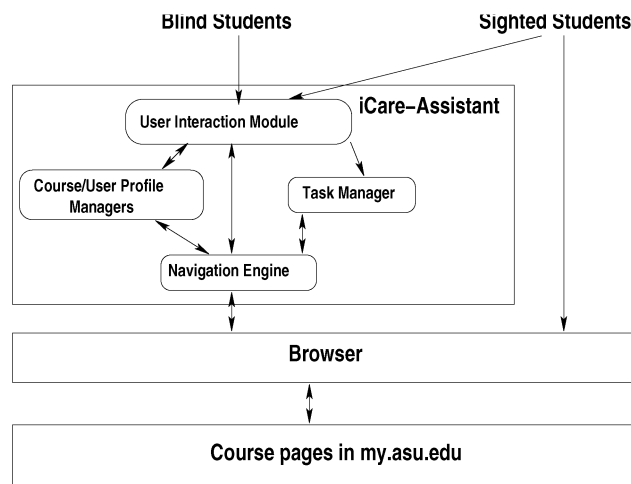 Blind Students
Sighted Students
iCare–Assistant
User Interaction Module
Course/User Profile
Managers
Task Manager
Navigation Engine
Browser
Course pages in my.asu.edu